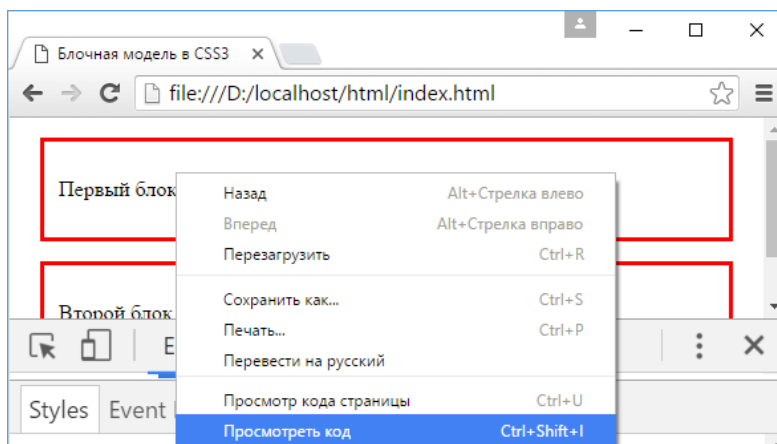 Блочная модель в CSS3
file:///D:/localhost/html/index.html
Первый блок
Назад Alt+Стрелка влево
Вперед Alt+Стрелка вправо
Перезагрузить Ctrl+R
Сохранить как... Ctrl+S
Второй блок
Печать... Ctrl+P
Перевести на русский
Просмотр кода страницы Ctrl+U
Styles Event
Просмотреть код Ctrl+Shift+I